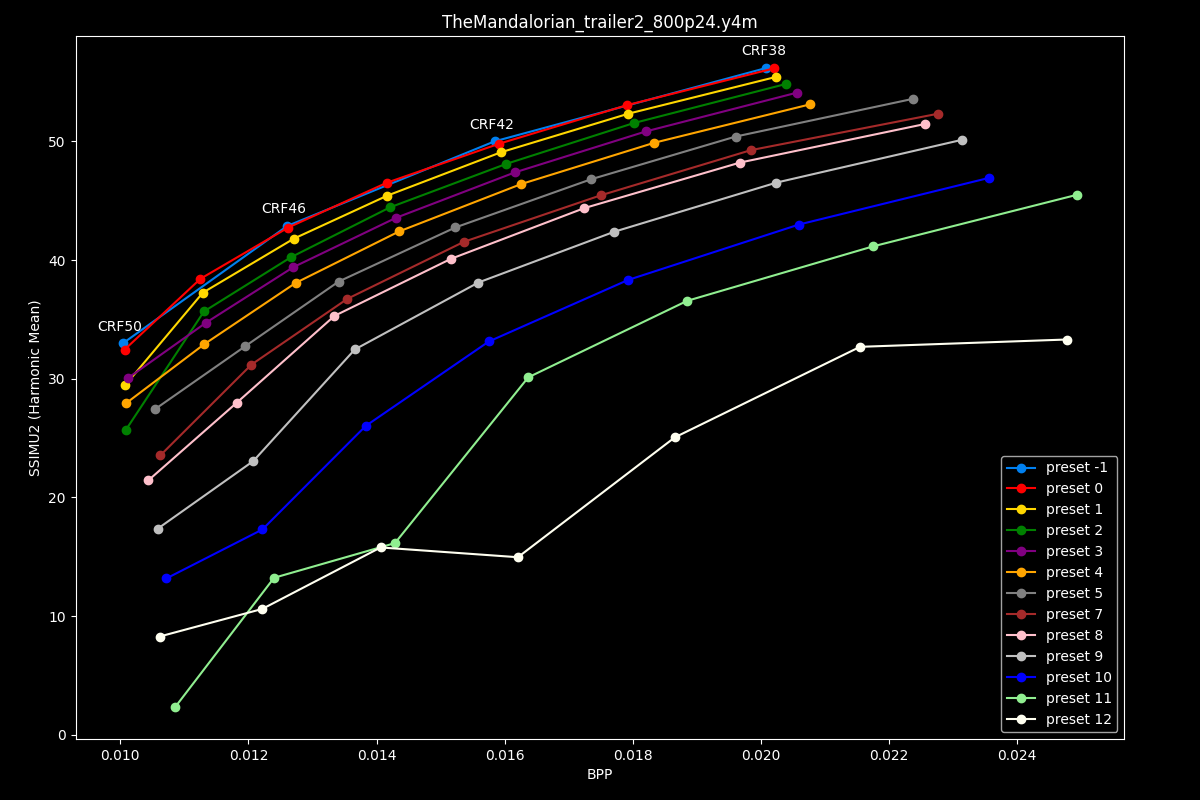 TheMandalorian_trailer2_800p24.y4m
CRF38
CRF42
CRF46
CRF50
SSIMU2 (Harmonic Mean)
50
40
30
20
10
0
0.010 0.012 0.014 0.016 0.018 0.020 0.022 0.024
BPP
preset -1
preset 0
preset 1
preset 2
preset 3
preset 4
preset 5
preset 7
preset 8
preset 9
preset 10
preset 11
preset 12